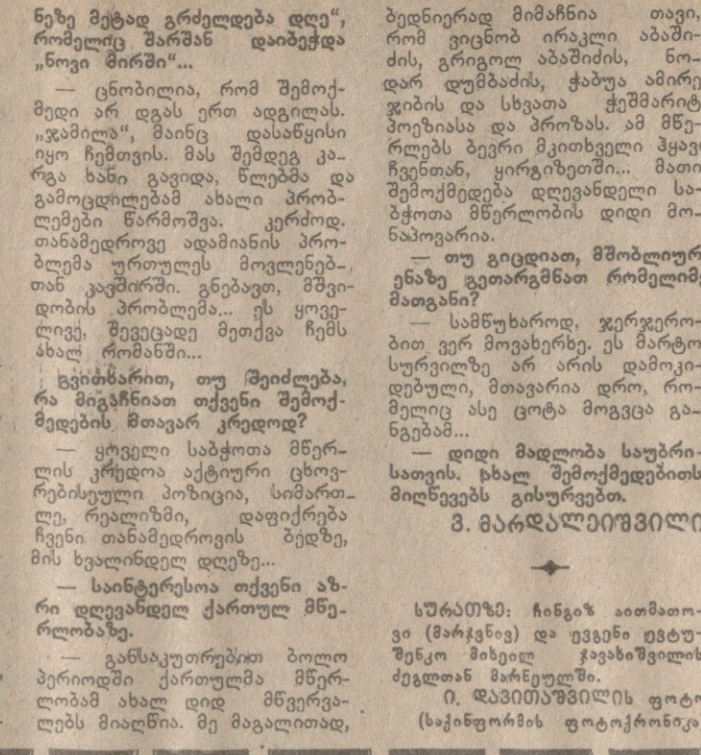 ნეზე მეტად გრძელდება დღე“,
რომელიც შარშან დაიბეჭდა
„ნოვი მირში“...
— ცნობილია, რომ შემოქ-
მედი არ დგას ერთ ადგილას.
„ჯამილა“, მაინც დასაწყისი
იყო ჩემთვის. მას შემდეგ კა-
რგა ხანი გავიდა, წლებმა და
გამოცდილებამ ახალი პრობ-
ლემები წარმოშვა. კერძოდ.
თანამედროვე ადამიანის პრო-
ბლემა ურთულეს მოვლენებ-
თან კავშირში. გნებავთ, მშვი-
დობის პრობლემა... ეს ყოვე-
ლივე, შევეცადე მეთქვა ჩემს
ახალ რომანში...
გვითხარით, თუ შეიძლება,
რა მიგაჩნიათ თქვენი შემოქ-
მედების მთავარ კრედოდ?
— ყოველი საბჭოთა მწერ-
ლის კრედოა აქტიური ცხოვ-
რებისეული პოზიცია, სიმართ-
ლე, რეალიზმი, დაფიქრება
ჩვენი თანამედროვის ბედზე,
მის ხვალინდელ დღეზე...
— საინტერესოა თქვენი აზ-
რი დღევანდელ ქართულ მწე-
რლობაზე.
— განსაკუთრებით ბოლო
პერიოდში ქართულმა მწერ-
ლობამ ახალ დიდ მწვერვა-
ლებს მიაღწია. მე მაგალითად,
ბედნიერად მიმაჩნია თავი,
რომ ვიცნობ ირაკლი აბაში-
ძის, გრიგოლ აბაშიძის, ნო-
დარ დუმბაძის, ჭაბუა ამირე
ჯიბის და სხვათა ჭეშმარიტ
პოეზიასა და პროზას. ამ მწე-
რლებს ბევრი მკითხველი ჰყავ
ჩვენთან, ყირგიზეთში... მათი
შემოქმედება დღევანდელი სა-
ბჭოთა მწერლობის დიდი მო-
ნაპოვარია.
— თუ გიცდიათ, მშობლიურ
ენაზე გეთარგმნათ რომელიმე
მათგანი?
— სამწუხაროდ, ჯერჯერო-
ბით ვერ მოვახერხე. ეს მარტო
სურვილზე არ არის დამოკი-
დებული, მთავარია დრო, რო-
მელიც ასე ცოტა მოგვცა გა-
ნგებამ...
— დიდი მადლობა საუბრი-
სათვის. ახალ შემოქმედებითს
მიღწევებს გისურვებთ.
ვ. მარდალეიშვილი
სურათზე: ჩინგიზ აითმათო-
ვი (მარჯვნივ) და ევგენი ევტუ-
შენკო მიხეილ ჯავახიშვილის
ძეგლთან მარნეულში.
ი. დავითაშვილის ფოტო
(საქინფორმის ფოტოქრონიკა